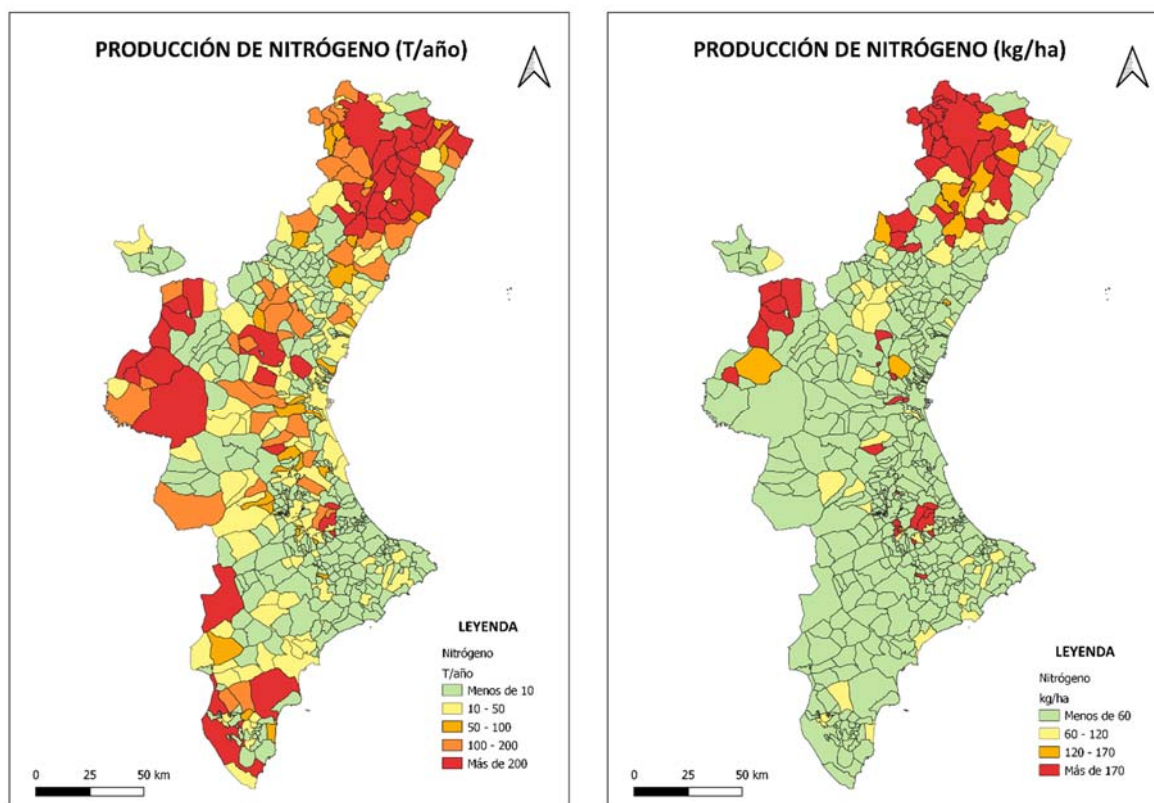 PRODUCCIÓN DE NITRÓGENO (T/año)
LEYENDA
Nitrógeno
T/año
Menos de 10
10 - 50
50 - 100
100 - 200
Más de 200
0 25 50 km
PRODUCCIÓN DE NITRÓGENO (kg/ha)
LEYENDA
Nitrógeno
kg/ha
Menos de 60
60 - 120
120 - 170
Más de 170
0 25 50 km